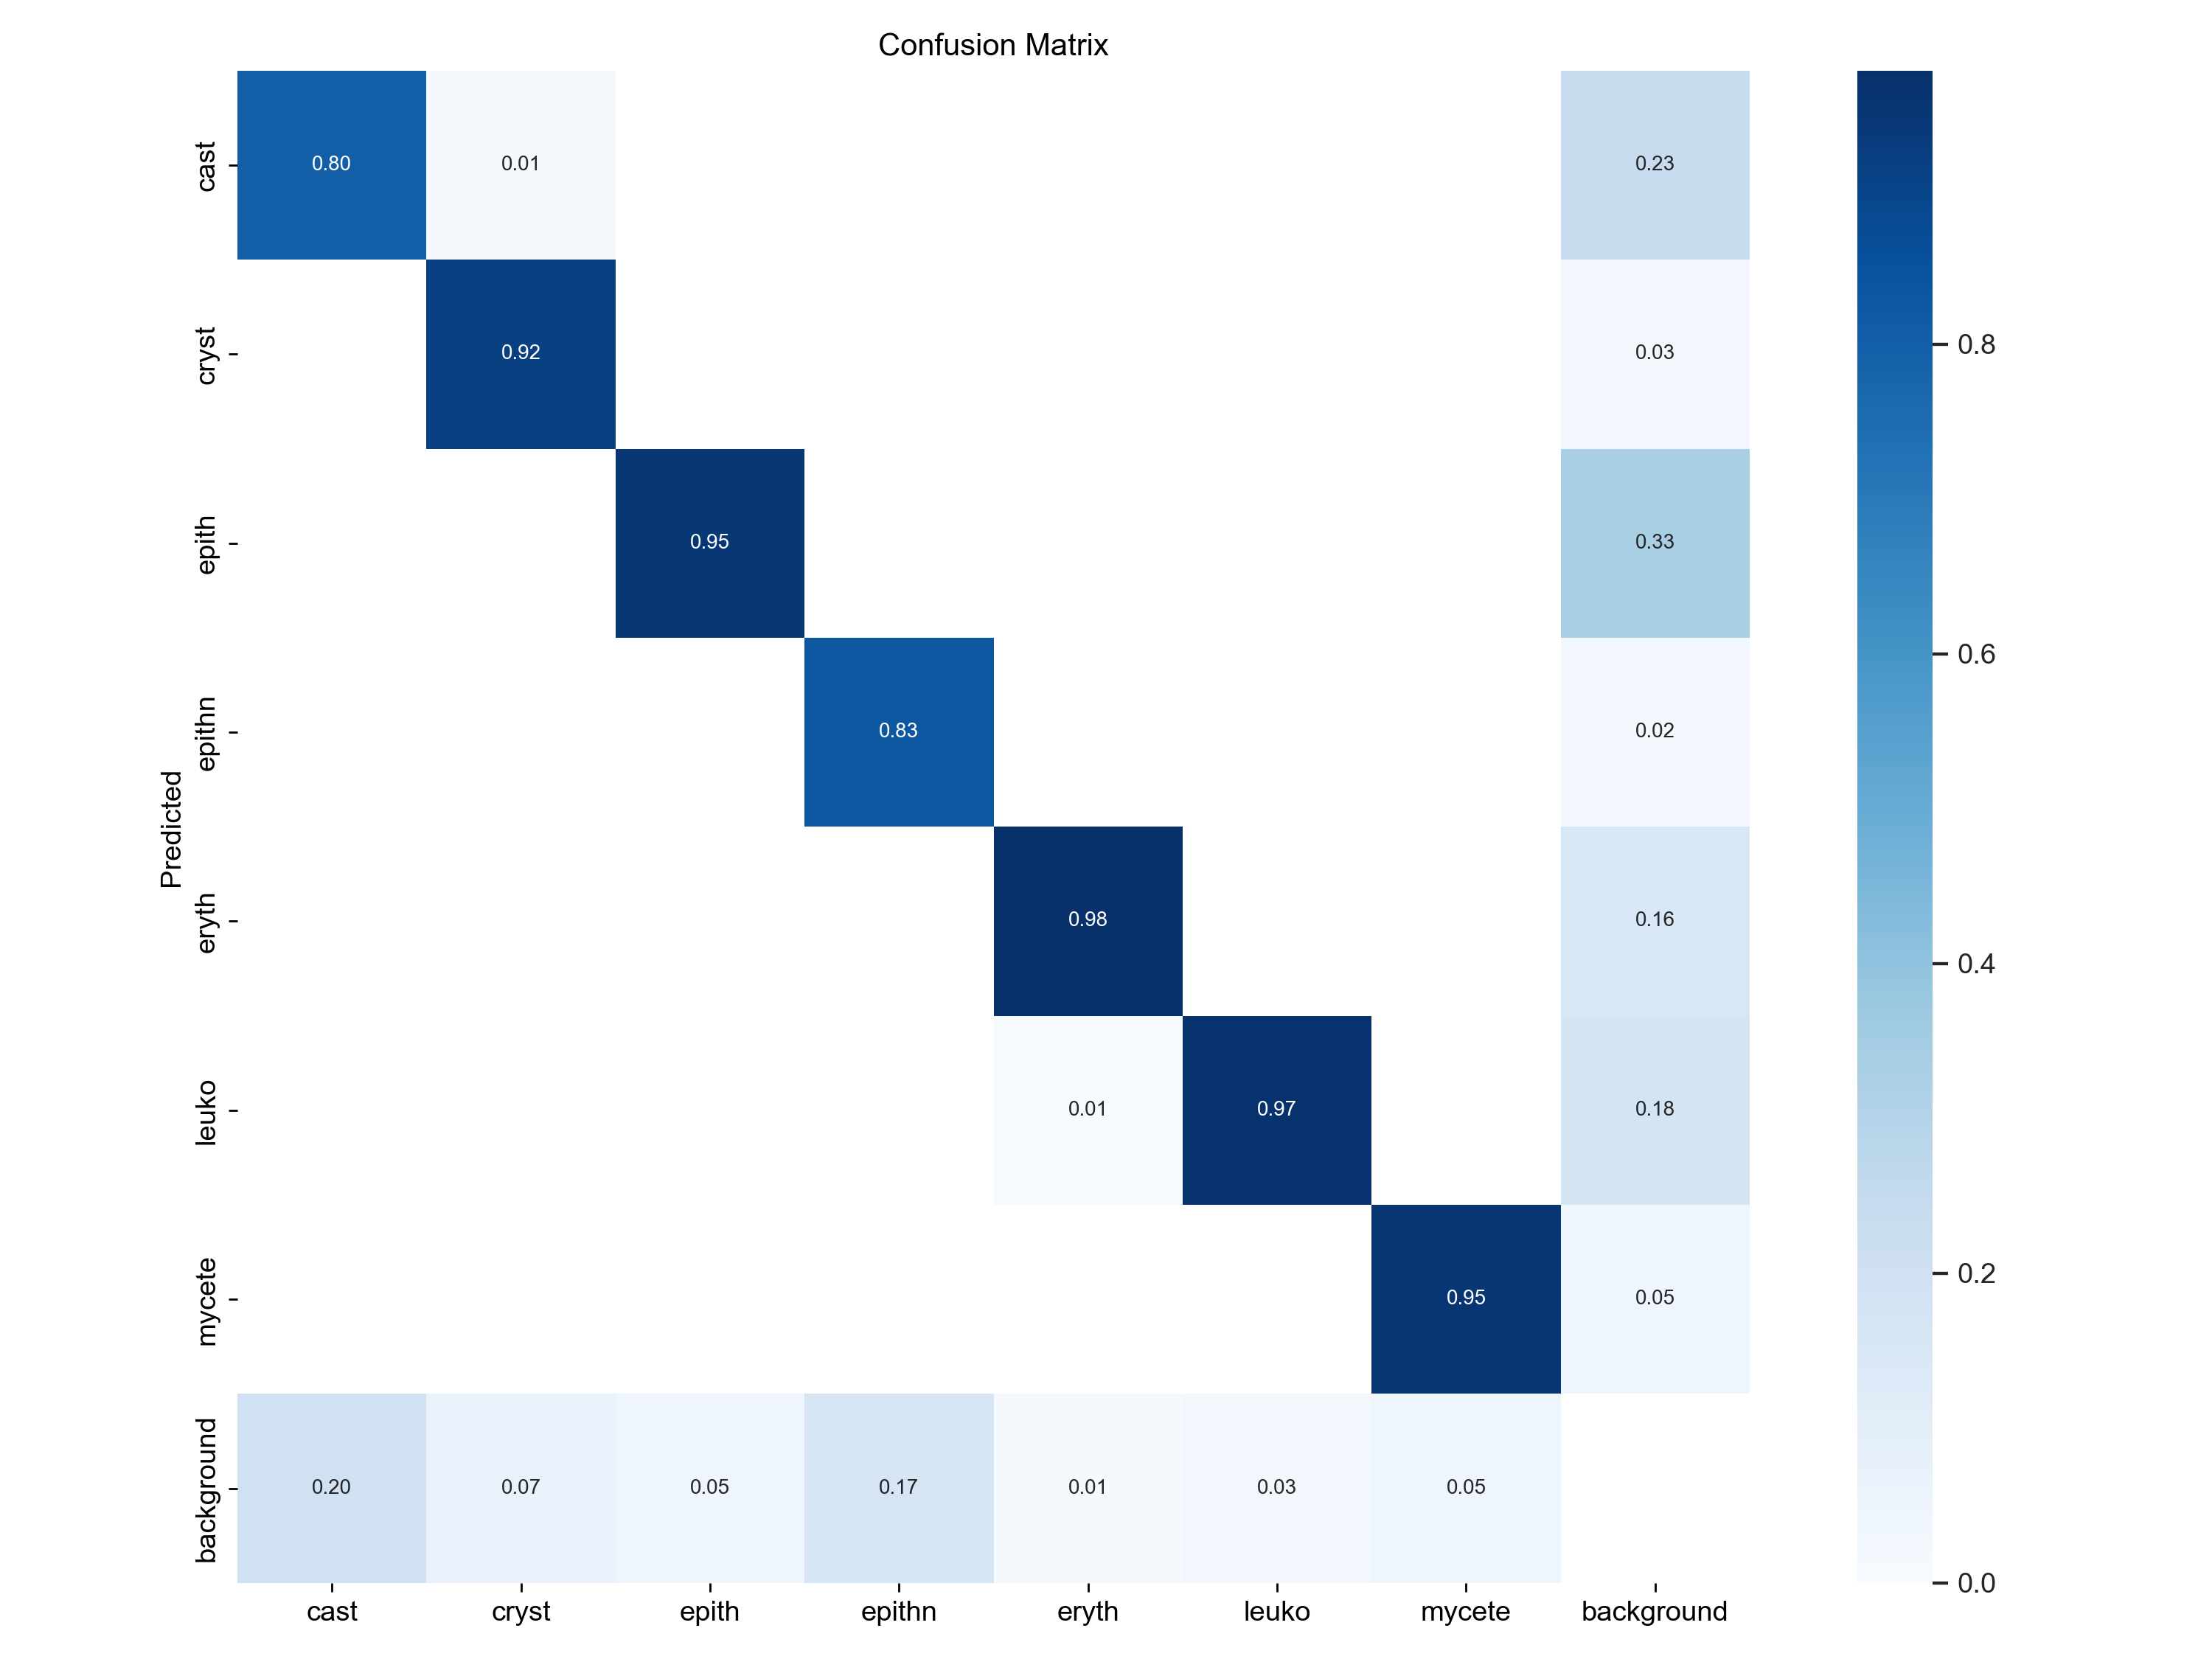 Confusion Matrix
cast 0.80 0.01 0.23
cryst 0.92 0.03 0.8
epith 0.95 0.33
0.6
epithn 0.83 0.02
Predicted
eryth 0.98 0.16 0.4
leuko 0.01 0.97 0.18
mycete 0.95 0.05 0.2
background 0.20 0.07 0.05 0.17 0.01 0.03 0.05
0.0
cast cryst epith epithn eryth leuko mycete background